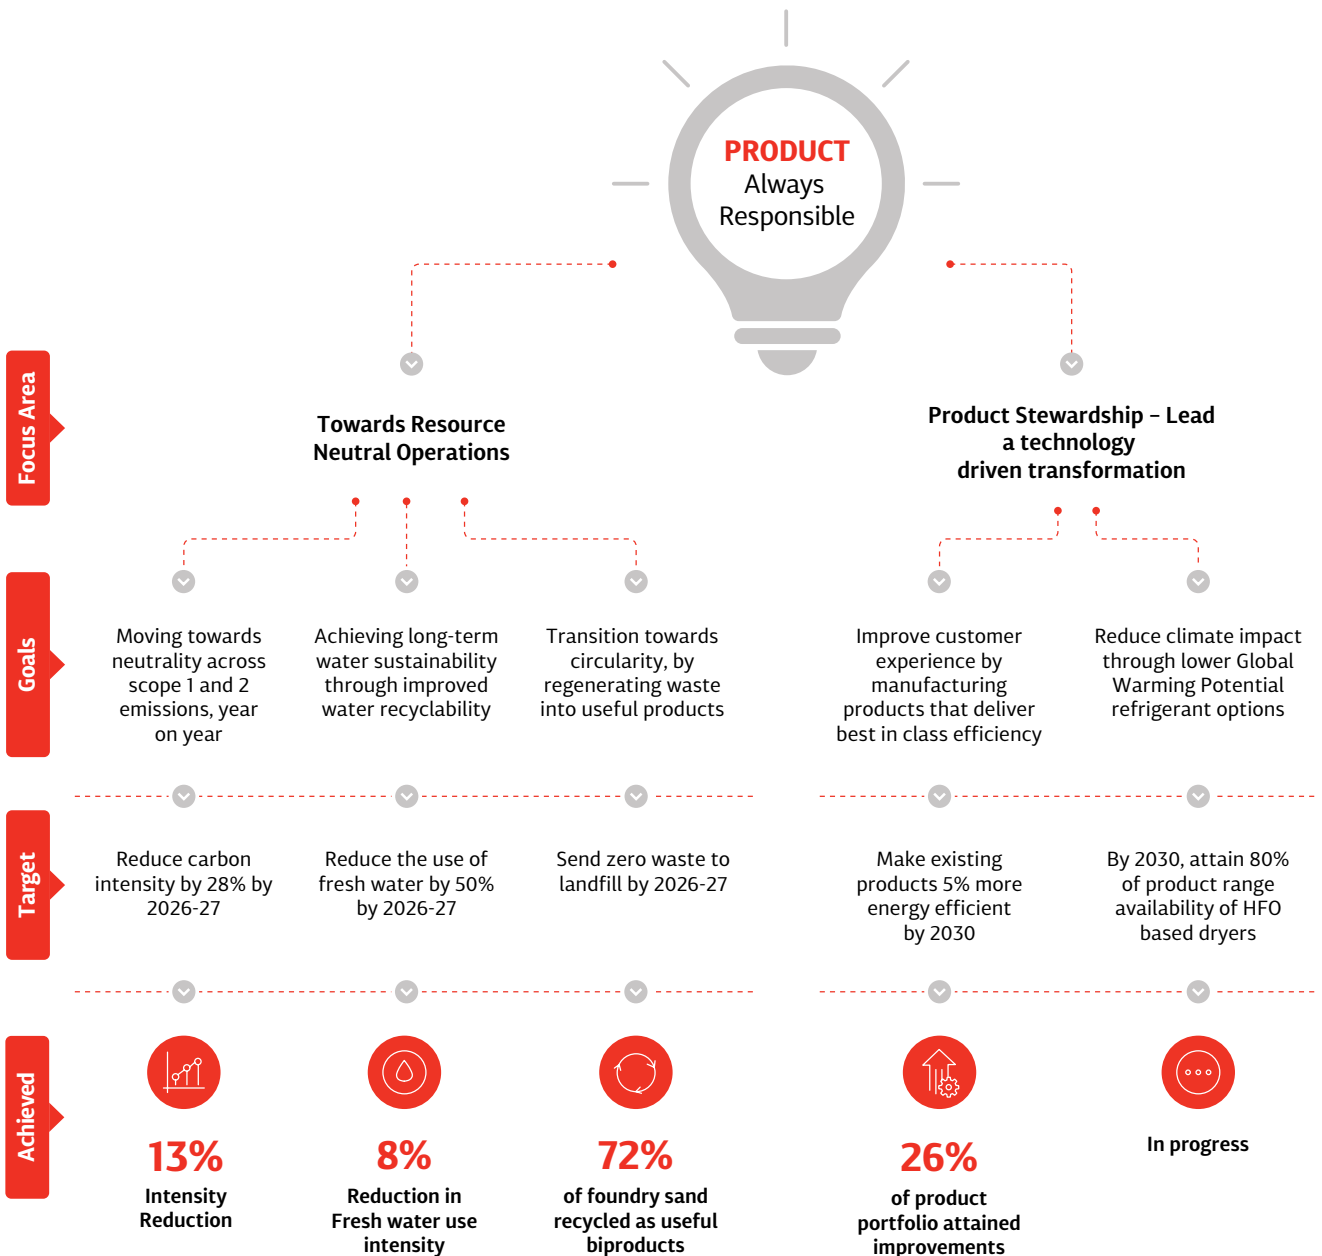 PRODUCT
Always
Responsible
Focus Area
Towards Resource
Neutral Operations
Product Stewardship – Lead
a technology
driven transformation
Goals
Moving towards
neutrality across
scope 1 and 2
emissions, year
on year
Achieving long-term
water sustainability
through improved
water recyclability
Transition towards
circularity, by
regenerating waste
into useful products
Improve customer
experience by
manufacturing
products that deliver
best in class efficiency
Reduce climate impact
through lower Global
Warming Potential
refrigerant options
Target
Reduce carbon
intensity by 28% by
2026-27
Reduce the use of
fresh water by 50%
by 2026-27
Send zero waste to
landfill by 2026-27
Make existing
products 5% more
energy efficient
by 2030
By 2030, attain 80%
of product range
availability of HFO
based dryers
Achieved
13%
Intensity
Reduction
8%
Reduction in
Fresh water use
intensity
72%
of foundry sand
recycled as useful
biproducts
26%
of product
portfolio attained
improvements
In progress